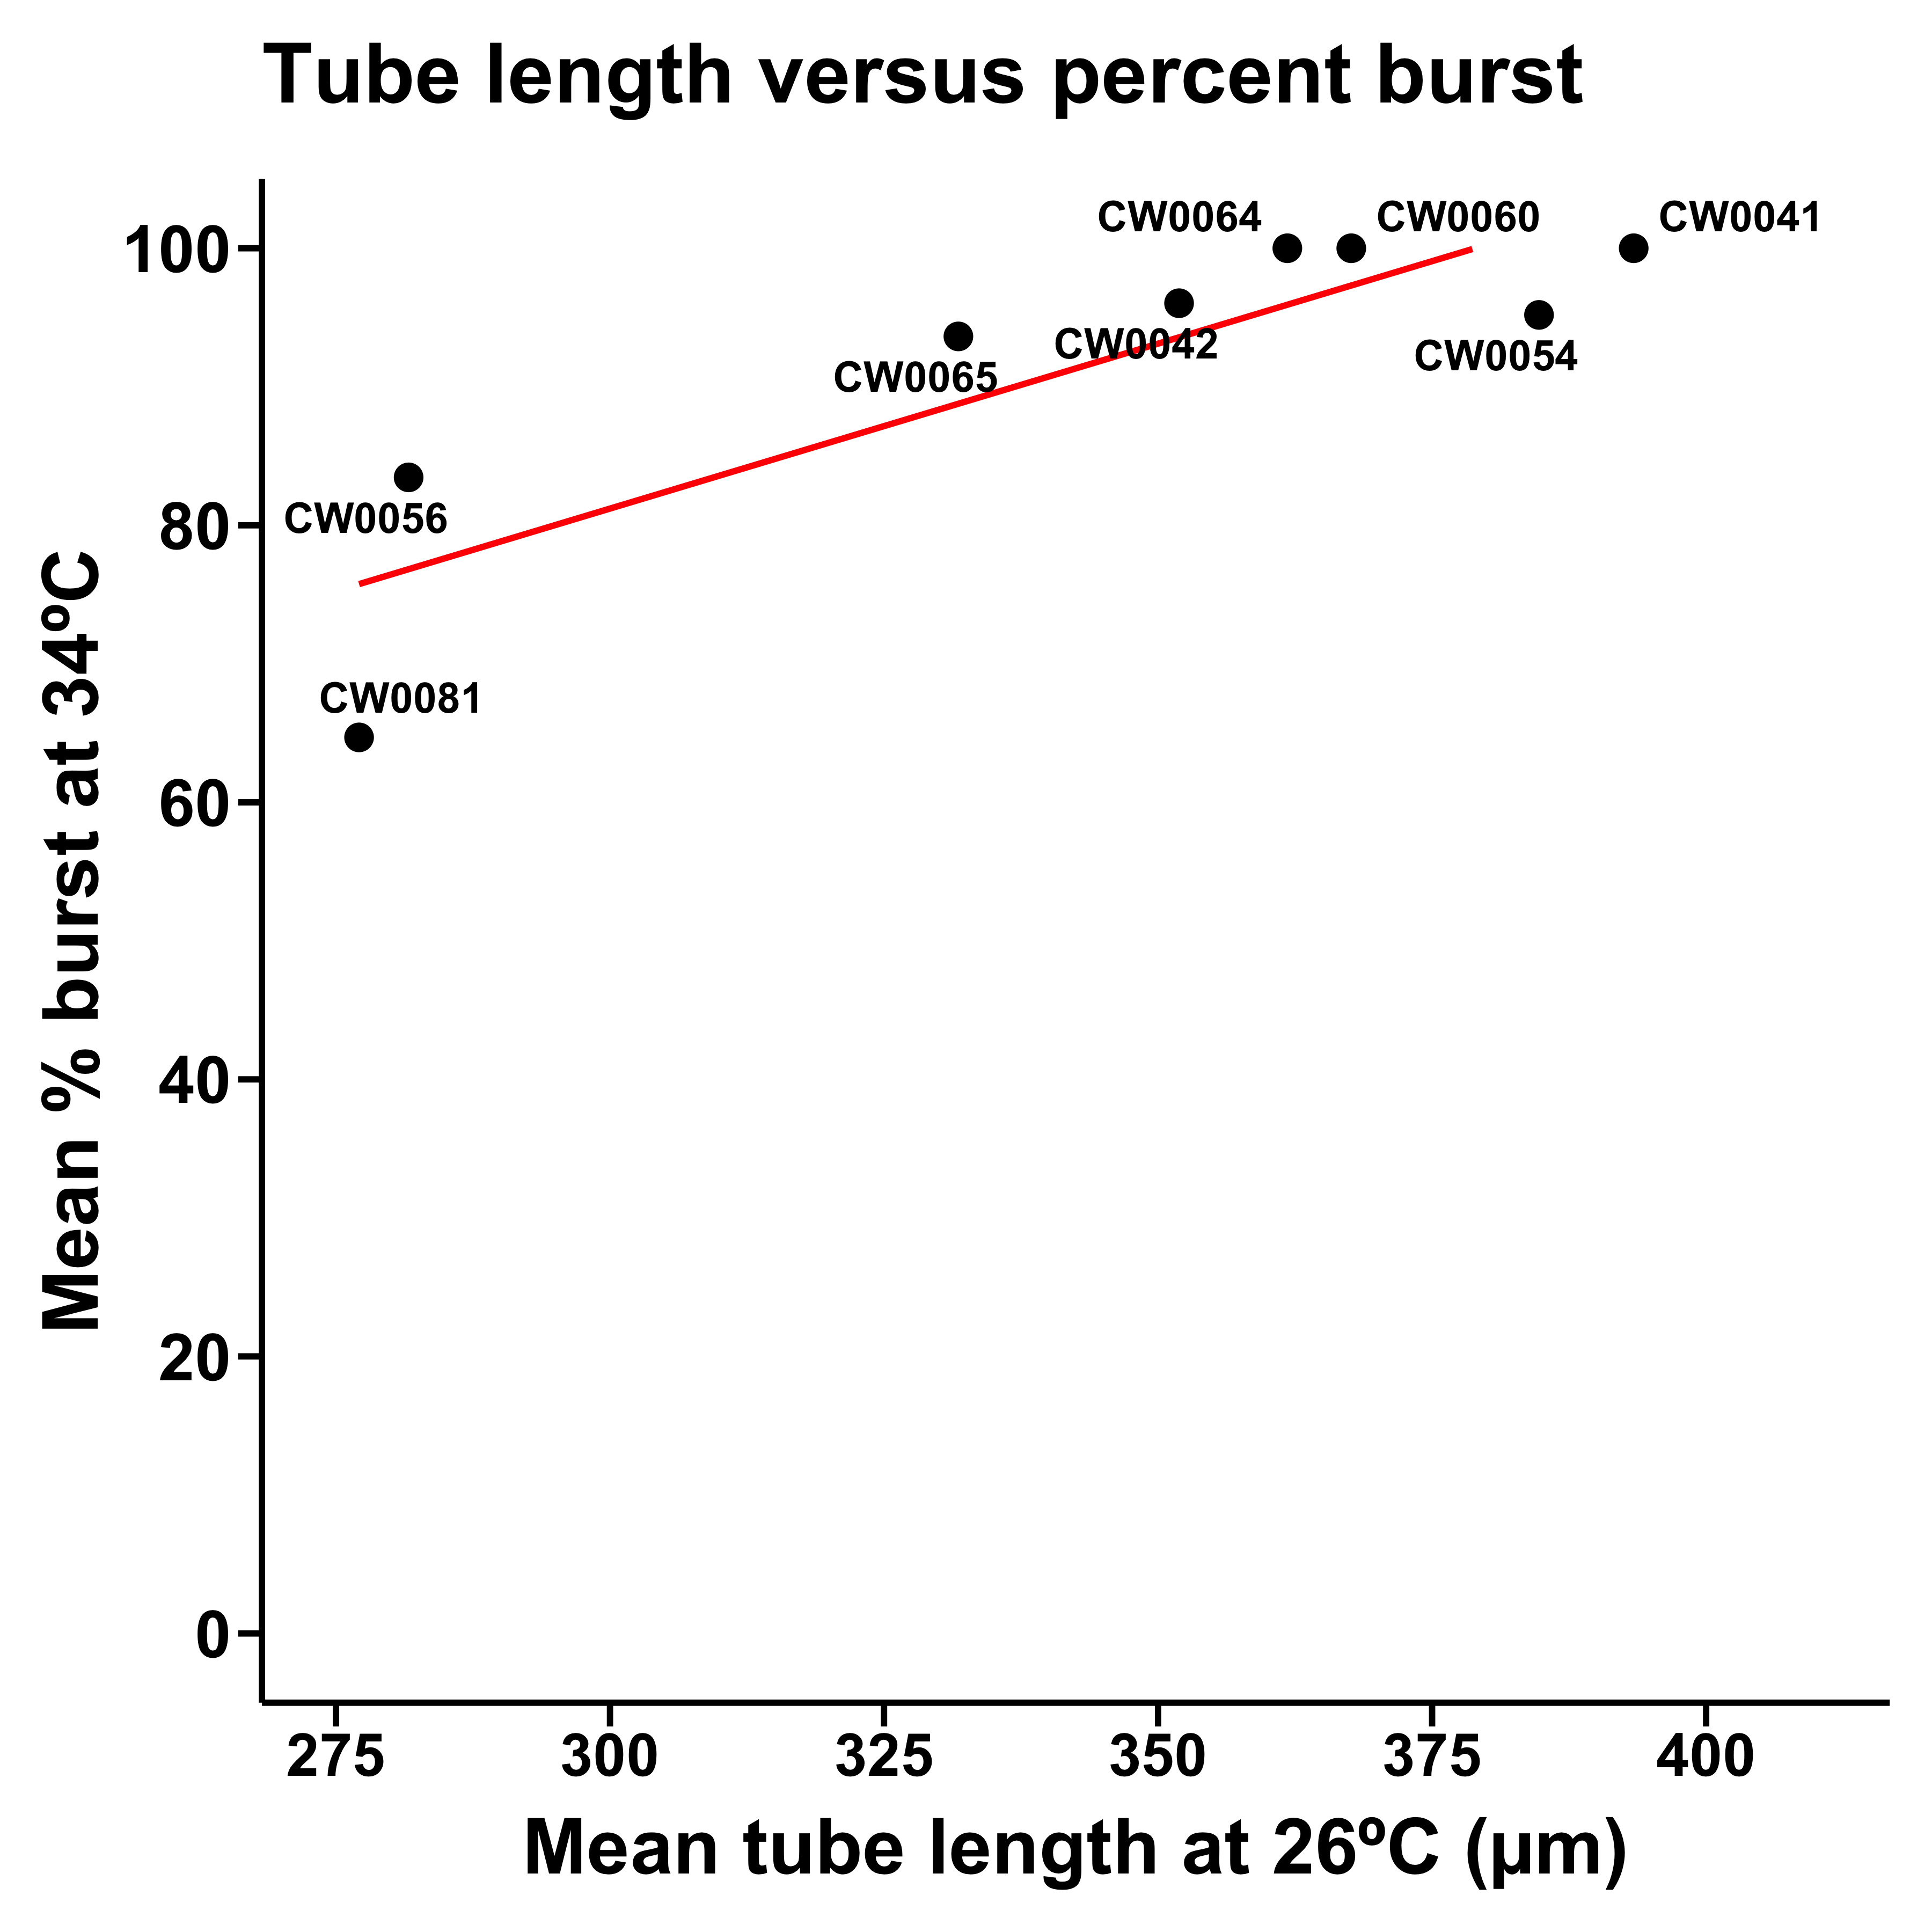 Tube length versus percent burst
CW0064
CW0060
CW0041
100
CW0042
CW0054
CW0065
CW0056
80
CW0081
60
40
20
0
Mean % burst at 34ºC
275 300 325 350 375 400
Mean tube length at 26ºC (µm)